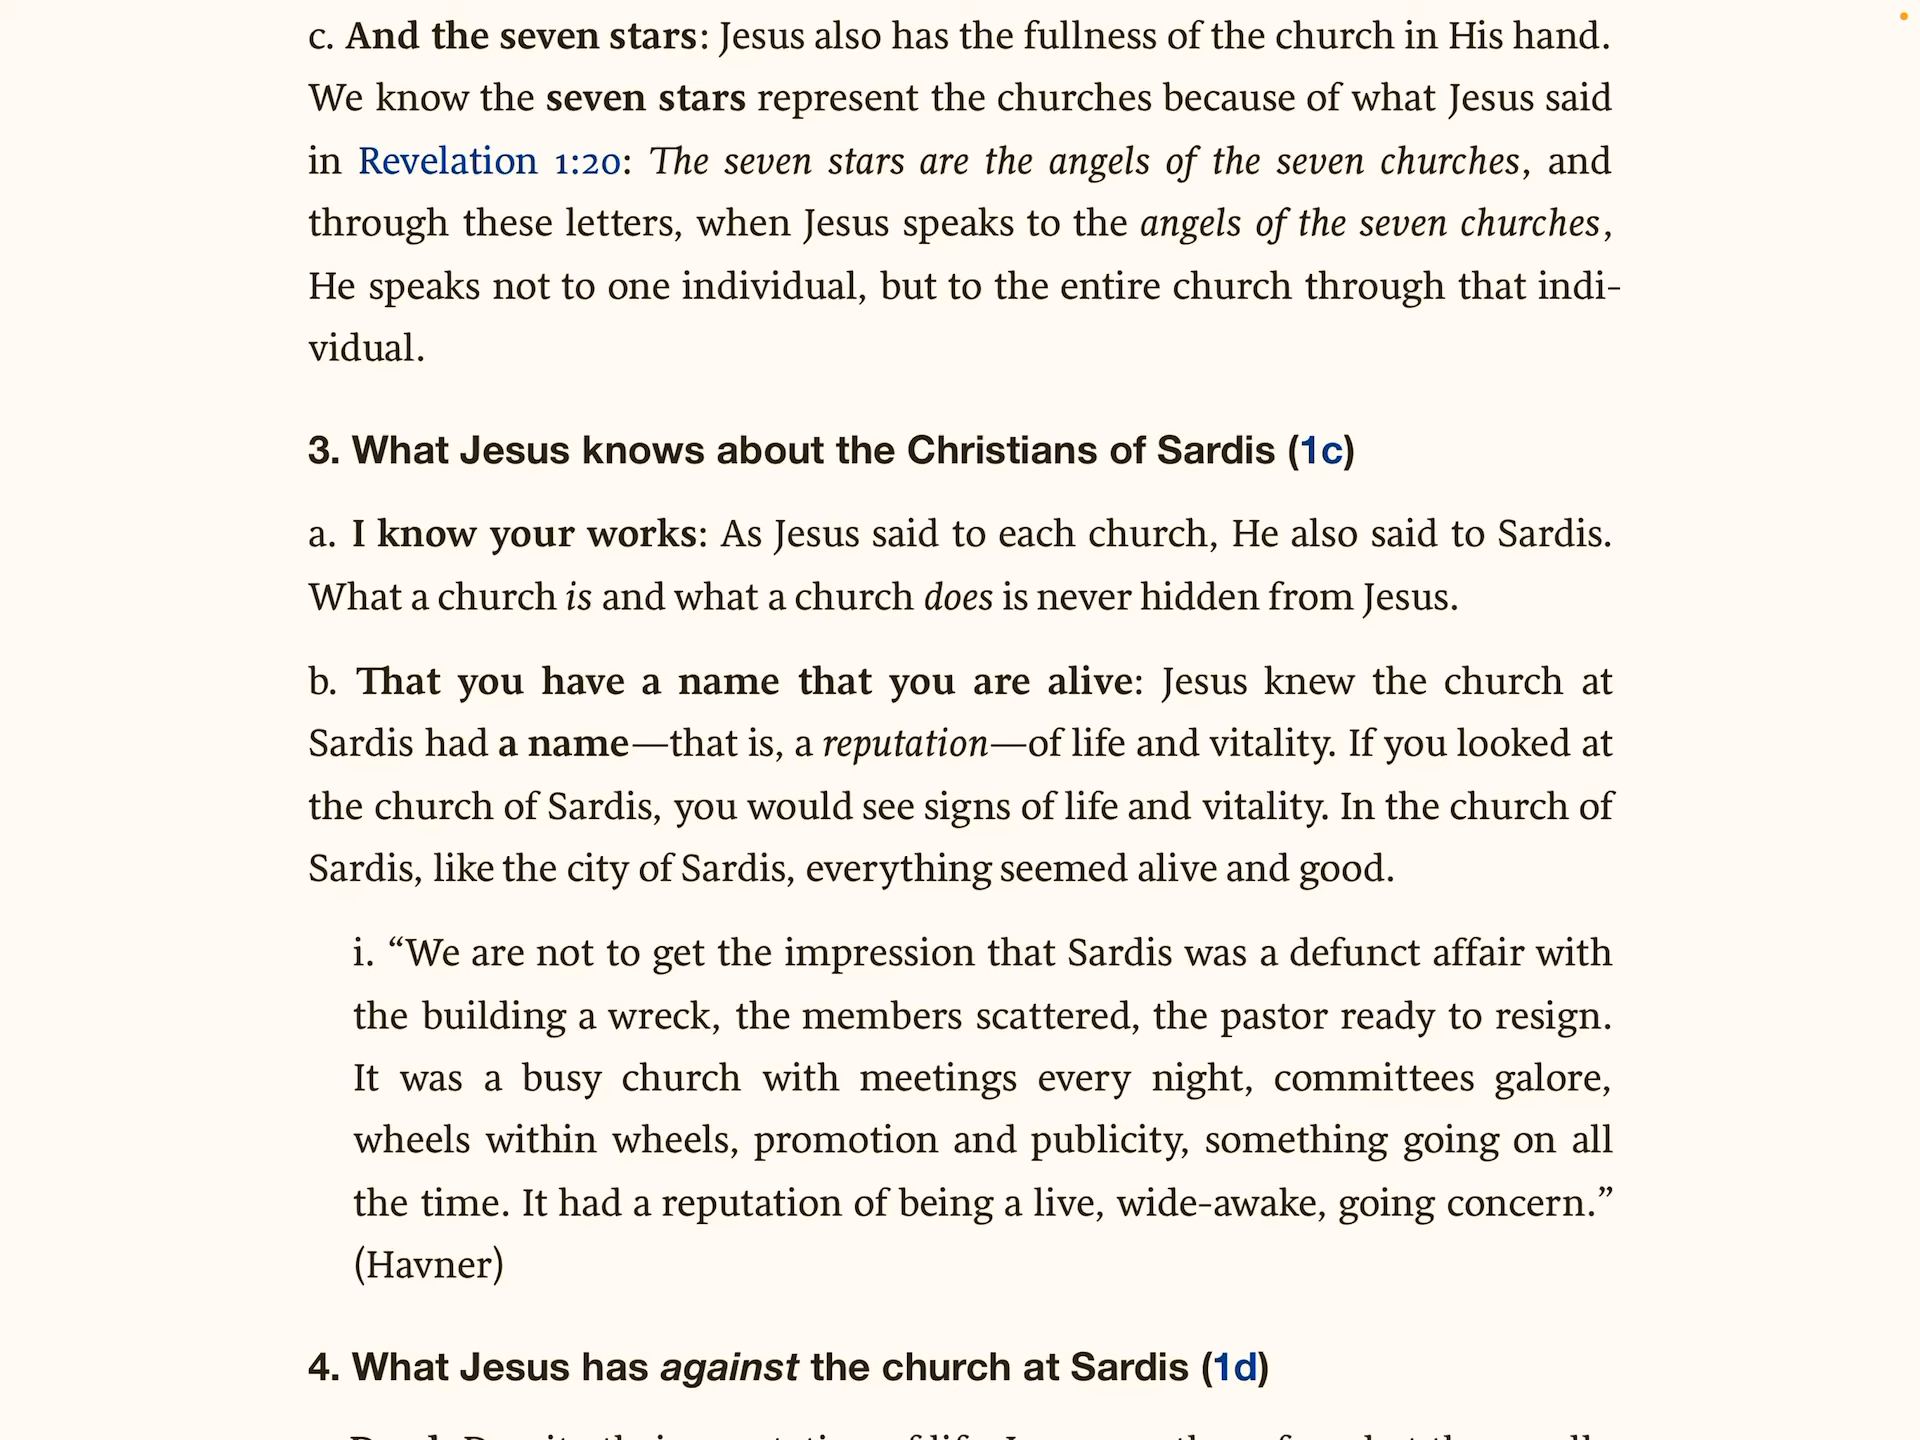 c. And the seven stars: Jesus also has the fullness of the church in His hand.
We know the seven stars represent the churches because of what Jesus said
in Revelation 1:20: The seven stars are the angels of the seven churches, and
through these letters, when Jesus speaks to the angels of the seven churches,
He speaks not to one individual, but to the entire church through that indi-
vidual.
3. What Jesus knows about the Christians of Sardis (1c)
a. I know your works: As Jesus said to each church, He also said to Sardis.
What a church is and what a church does is never hidden from Jesus.
b. That you have a name that you are alive: Jesus knew the church at
Sardis had a name—that is, a reputation—of life and vitality. If you looked at
the church of Sardis, you would see signs of life and vitality. In the church of
Sardis, like the city of Sardis, everything seemed alive and good.
i. “We are not to get the impression that Sardis was a defunct affair with
the building a wreck, the members scattered, the pastor ready to resign.
It was a busy church with meetings every night, committees galore,
wheels within wheels, promotion and publicity, something going on all
the time. It had a reputation of being a live, wide-awake, going concern.”
(Havner)
4. What Jesus has against the church at Sardis (1d)